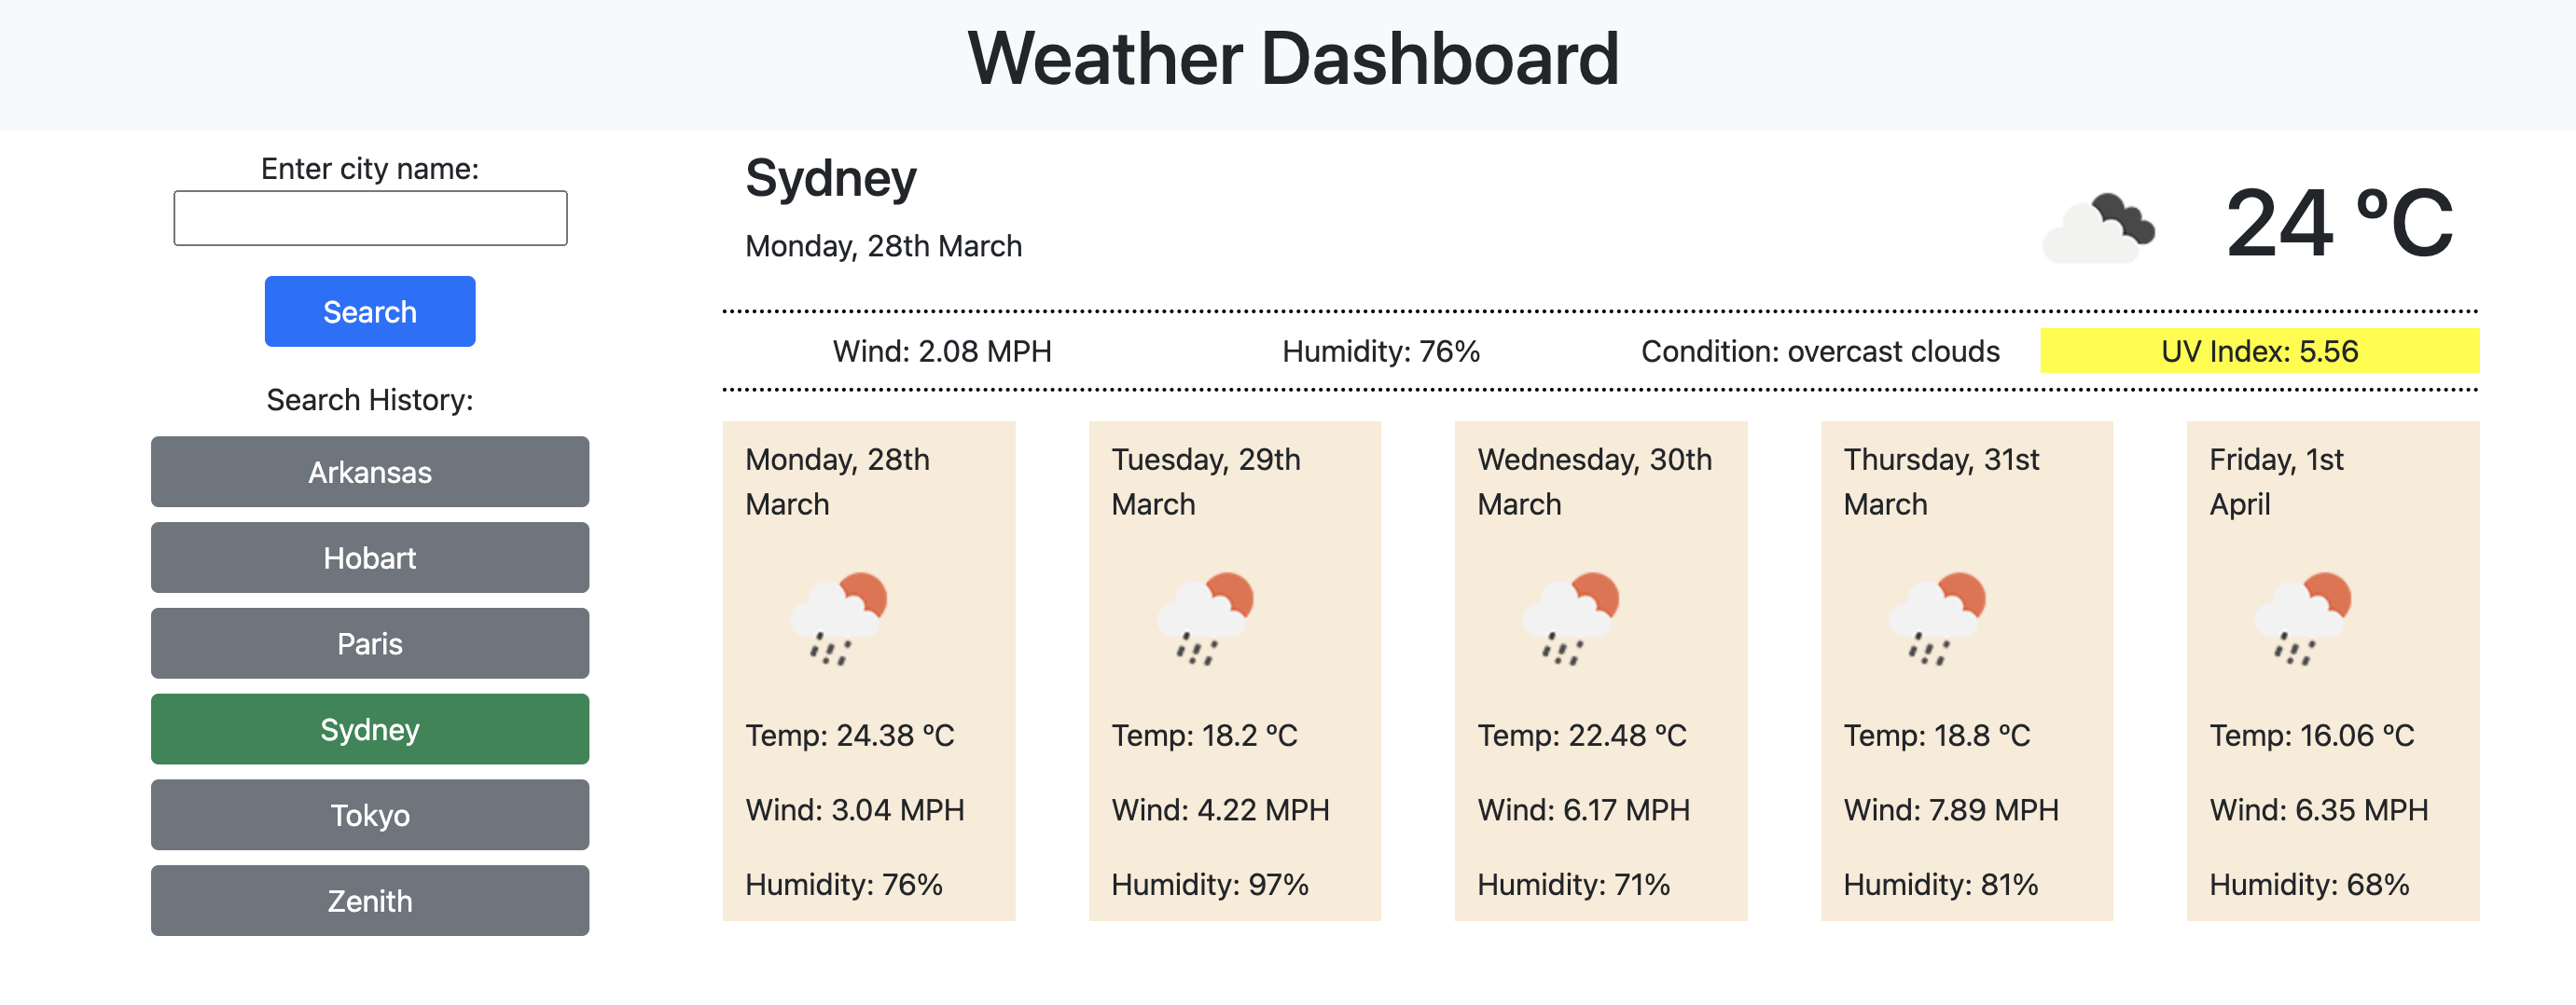 Weather Dashboard
Enter city name:
Search
Search History:
Arkansas
Hobart
Paris
Sydney
Tokyo
Zenith
Sydney
Monday, 28th March
24 °C
Wind: 2.08 MPH
Humidity: 76%
Condition: overcast clouds
UV Index: 5.56
Monday, 28th
March
Temp: 24.38 °C
Wind: 3.04 MPH
Humidity: 76%
Tuesday, 29th
March
Temp: 18.2 °C
Wind: 4.22 MPH
Humidity: 97%
Wednesday, 30th
March
Temp: 22.48 °C
Wind: 6.17 MPH
Humidity: 71%
Thursday, 31st
March
Temp: 18.8 °C
Wind: 7.89 MPH
Humidity: 81%
Friday, 1st
April
Temp: 16.06 °C
Wind: 6.35 MPH
Humidity: 68%